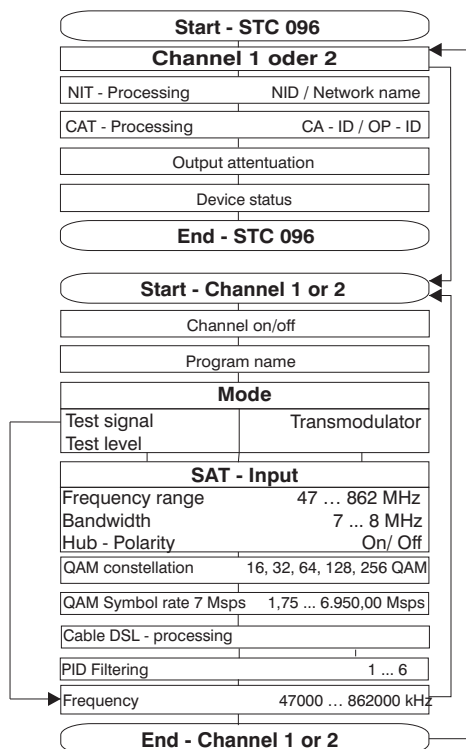 Start - STC 096
Channel 1 oder 2
NIT - Processing NID / Network name
CAT - Processing CA - ID / OP - ID
Output attentuation
Device status
End - STC 096
Start - Channel 1 or 2
Channel on/off
Program name
Mode
Test signal Transmodulator
Test level
SAT - Input
Frequency range 47 ... 862 MHz
Bandwidth 7 ... 8 MHz
Hub - Polarity On/ Off
QAM constellation 16, 32, 64, 128, 256 QAM
QAM Symbol rate 7 Msps 1,75 ... 6.950,00 Msps
Cable DSL - processing
PID Filtering 1 ... 6
Frequency 47000 ... 862000 kHz
End - Channel 1 or 2